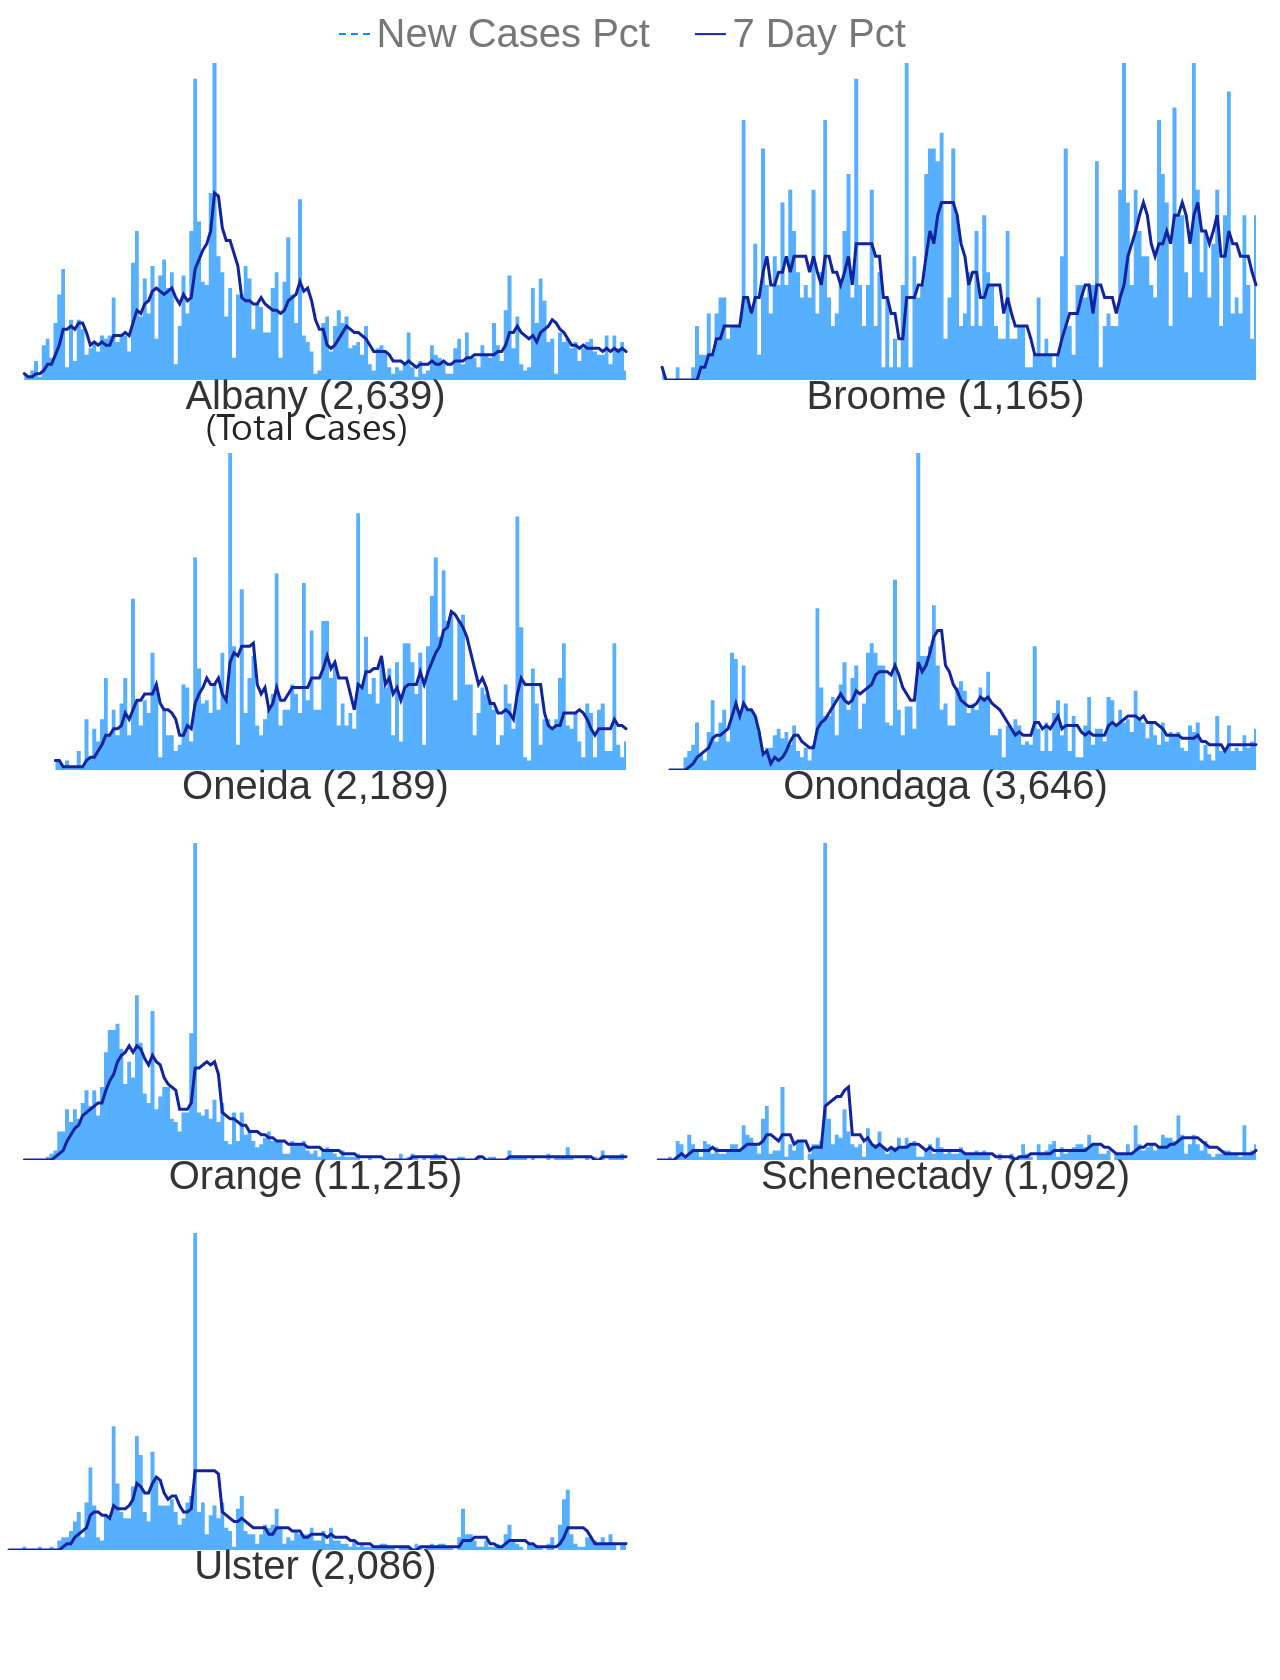 New Cases Pct 7 Day Pct
Albany (2,639) Broome (1,165)
(Total Cases)
Oneida (2,189) Onondaga (3,646)
Orange (11,215) Schenectady (1,092)
Ulster (2,086)